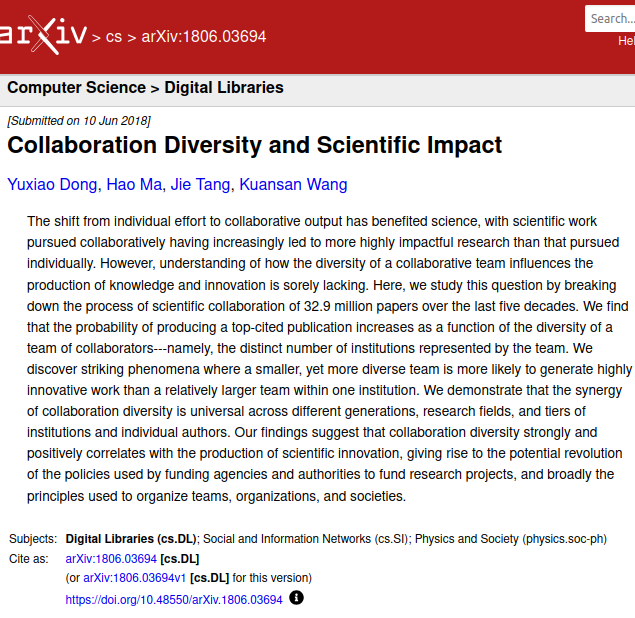 arXiv > cs > arXiv:1806.03694
Search...
Hel
Computer Science > Digital Libraries
[Submitted on 10 Jun 2018]
Collaboration Diversity and Scientific Impact
Yuxiao Dong, Hao Ma, Jie Tang, Kuansan Wang
The shift from individual effort to collaborative output has benefited science, with scientific work
pursued collaboratively having increasingly led to more highly impactful research than that pursued
individually. However, understanding of how the diversity of a collaborative team influences the
production of knowledge and innovation is sorely lacking. Here, we study this question by breaking
down the process of scientific collaboration of 32.9 million papers over the last five decades. We find
that the probability of producing a top-cited publication increases as a function of the diversity of a
team of collaborators---namely, the distinct number of institutions represented by the team. We
discover striking phenomena where a smaller, yet more diverse team is more likely to generate highly
innovative work than a relatively larger team within one institution. We demonstrate that the synergy
of collaboration diversity is universal across different generations, research fields, and tiers of
institutions and individual authors. Our findings suggest that collaboration diversity strongly and
positively correlates with the production of scientific innovation, giving rise to the potential revolution
of the policies used by funding agencies and authorities to fund research projects, and broadly the
principles used to organize teams, organizations, and societies.
Subjects: Digital Libraries (cs.DL); Social and Information Networks (cs.SI); Physics and Society (physics.soc-ph)
Cite as: arXiv:1806.03694 [cs.DL]
(or arXiv:1806.03694v1 [cs.DL] for this version)
https://doi.org/10.48550/arXiv.1806.03694